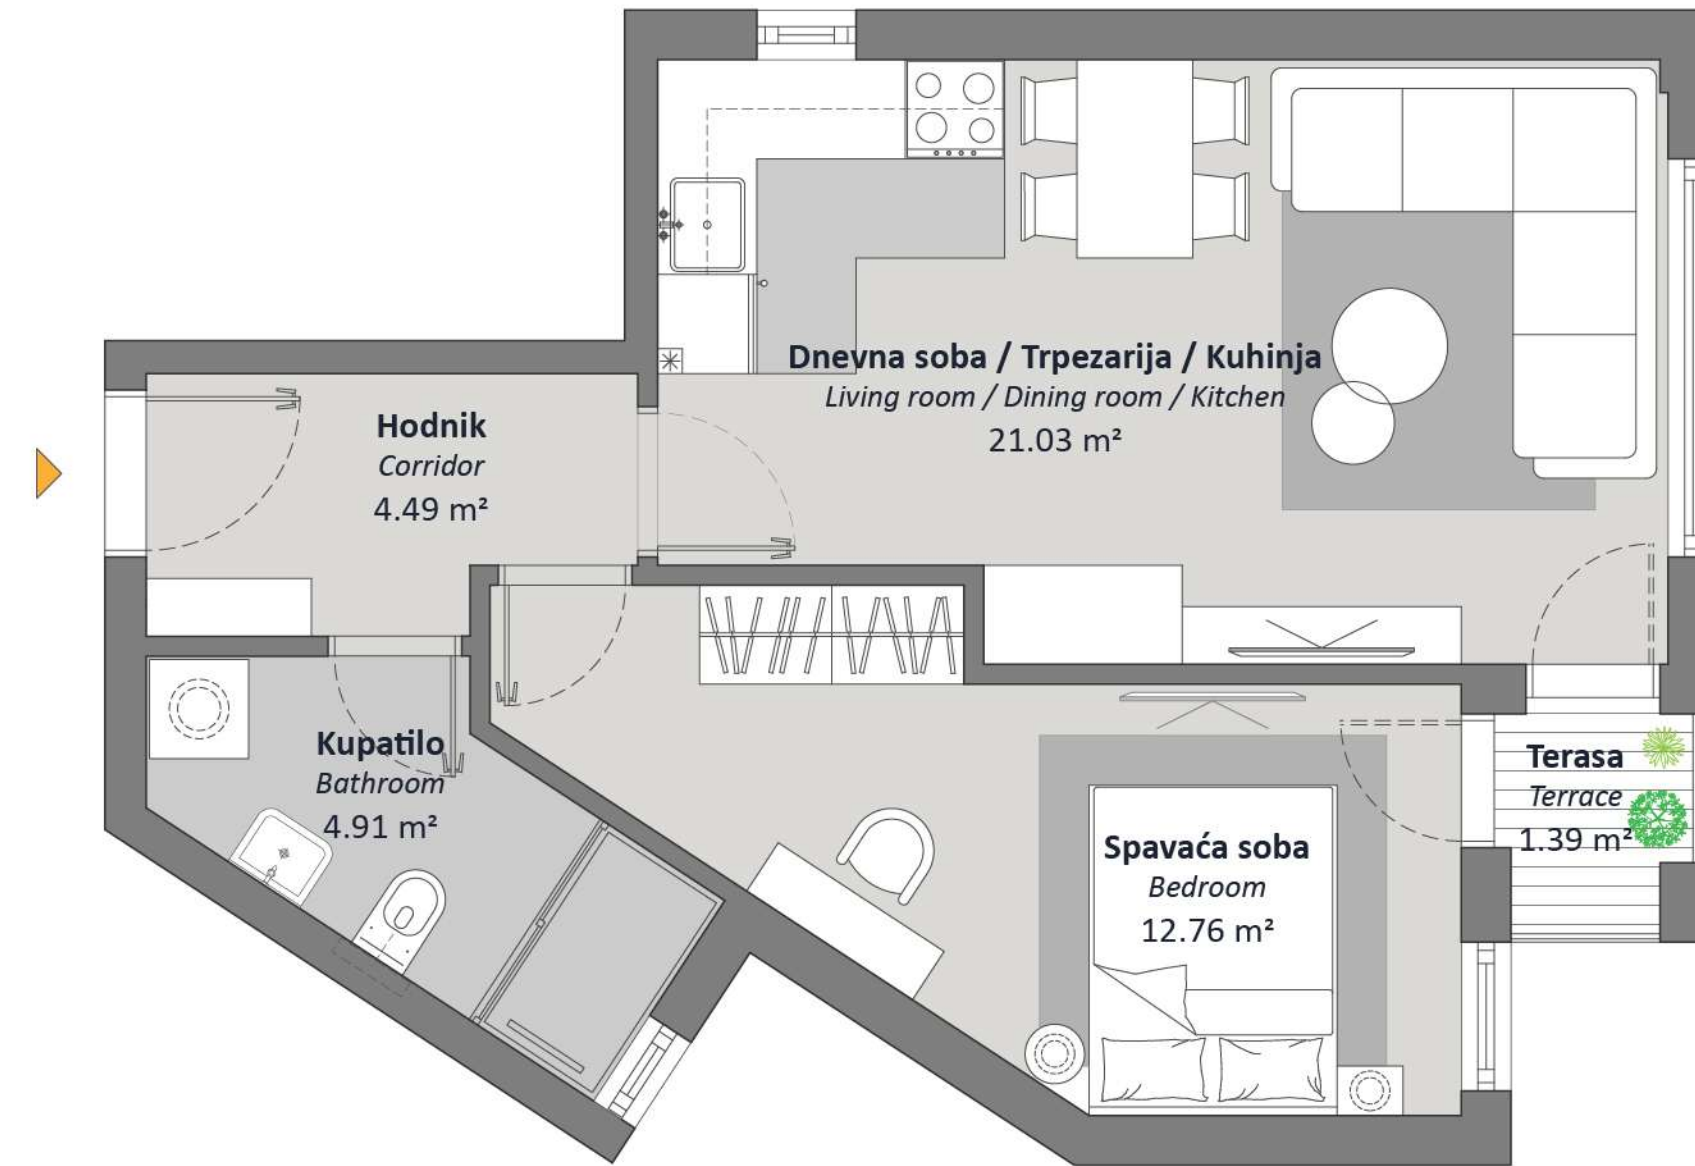 Dnevna soba / Trpezarija / Kuhinja
Living room / Dining room / Kitchen
21.03 m²
Hodnik
Corridor
4.49 m²
Kupatilo
Bathroom
4.91 m²
Spavaća soba
Bedroom
12.76 m²
Terasa
Terrace
1.39 m²